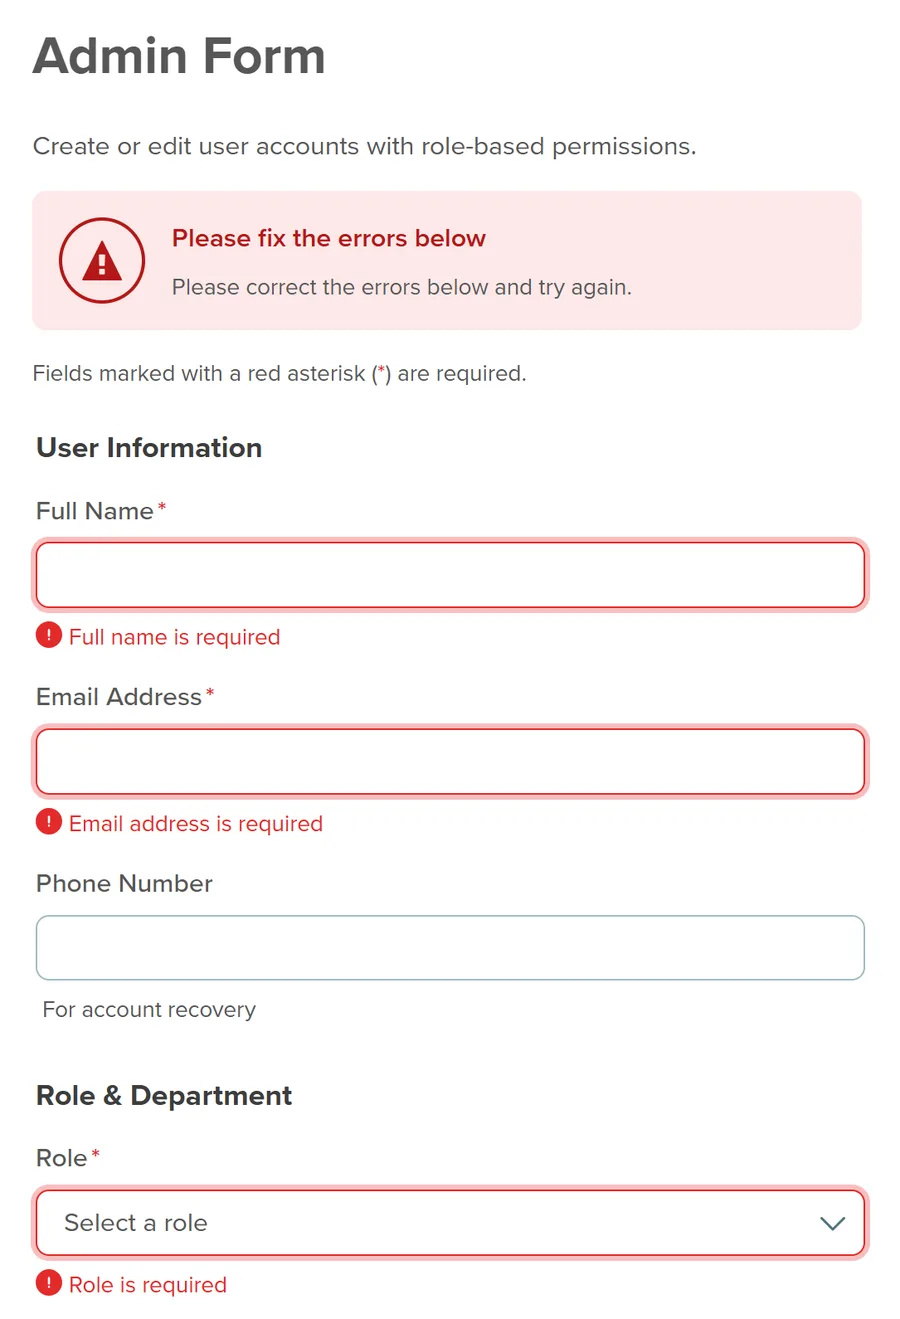 Admin Form
Create or edit user accounts with role-based permissions.
Please fix the errors below
Please correct the errors below and try again.
Fields marked with a red asterisk (*) are required.
User Information
Full Name*
Full name is required
Email Address*
Email address is required
Phone Number
For account recovery
Role & Department
Role*
Select a role
Role is required